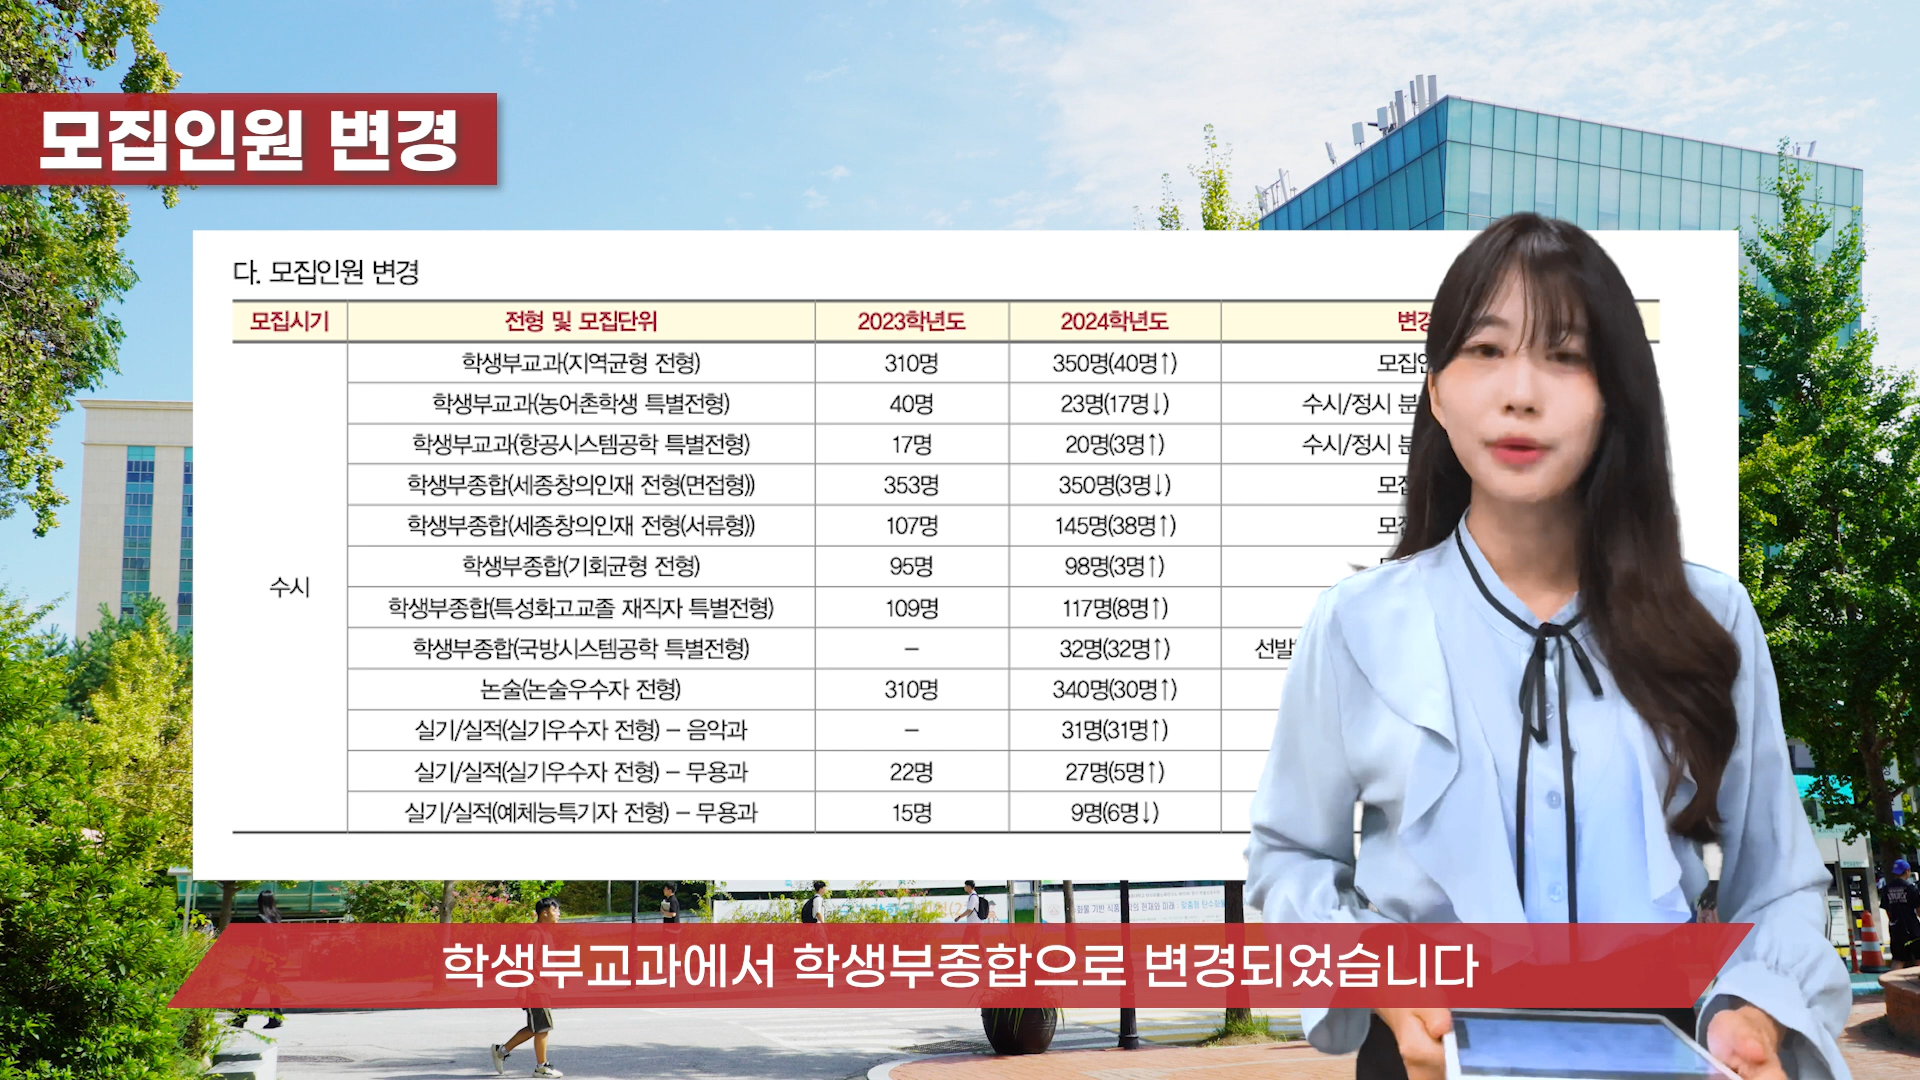 모집인원 변경
다. 모집인원 변경
모집시기 전형 및 모집단위 2023학년도 2024학년도
학생부교과(지역균형 전형) 310명 350명(40명↑)
학생부교과(농어촌학생 특별전형) 40명 23명(17명↓) 수시/정시
학생부교과(항공시스템공학 특별전형) 17명 20명(3명↑) 수시/정시
학생부종합(세종창의인재 전형(면접형)) 353명 350명(3명↓)
학생부종합(세종창의인재 전형(서류형)) 107명 145명(38명↑)
학생부종합(기회균형 전형) 95명 98명(3명↑)
수시
학생부종합(특성화고교졸 재직자 특별전형) 109명 117명(8명↑)
학생부종합(국방시스템공학 특별전형) – 32명(32명↑) 선발
논술(논술우수자 전형) 310명 340명(30명↑)
실기/실적(실기우수자 전형) – 음악과 – 31명(31명↑)
실기/실적(실기우수자 전형) – 무용과 22명 27명(5명↑)
실기/실적(예체능특기자 전형) – 무용과 15명 9명(6명↓)
학생부교과에서 학생부종합으로 변경되었습니다